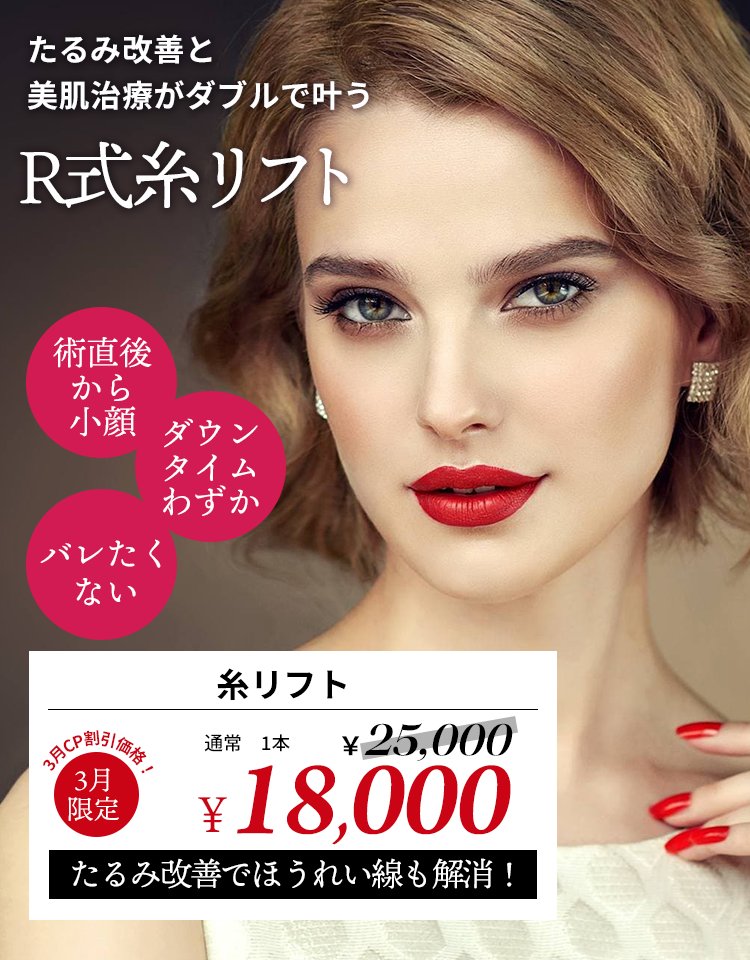 たるみ改善と
美肌治療がダブルで叶う
R式糸リフト
術直後
から
小顔
ダウン
タイム
わずか
バレたく
ない
糸リフト
3月CP割引価格！
3月
限定
通常 1本 ¥25,000
¥18,000
たるみ改善でほうれい線も解消！